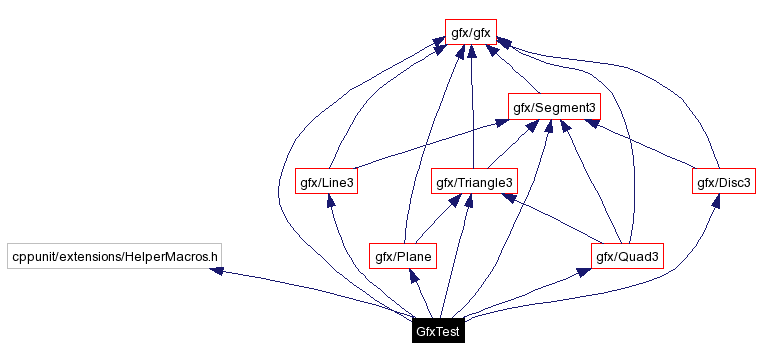 gfx/gfx
gfx/Segment3
gfx/Line3
gfx/Triangle3
gfx/Disc3
cppunit/extensions/HelperMacros.h
gfx/Plane
gfx/Quad3
GfxTest